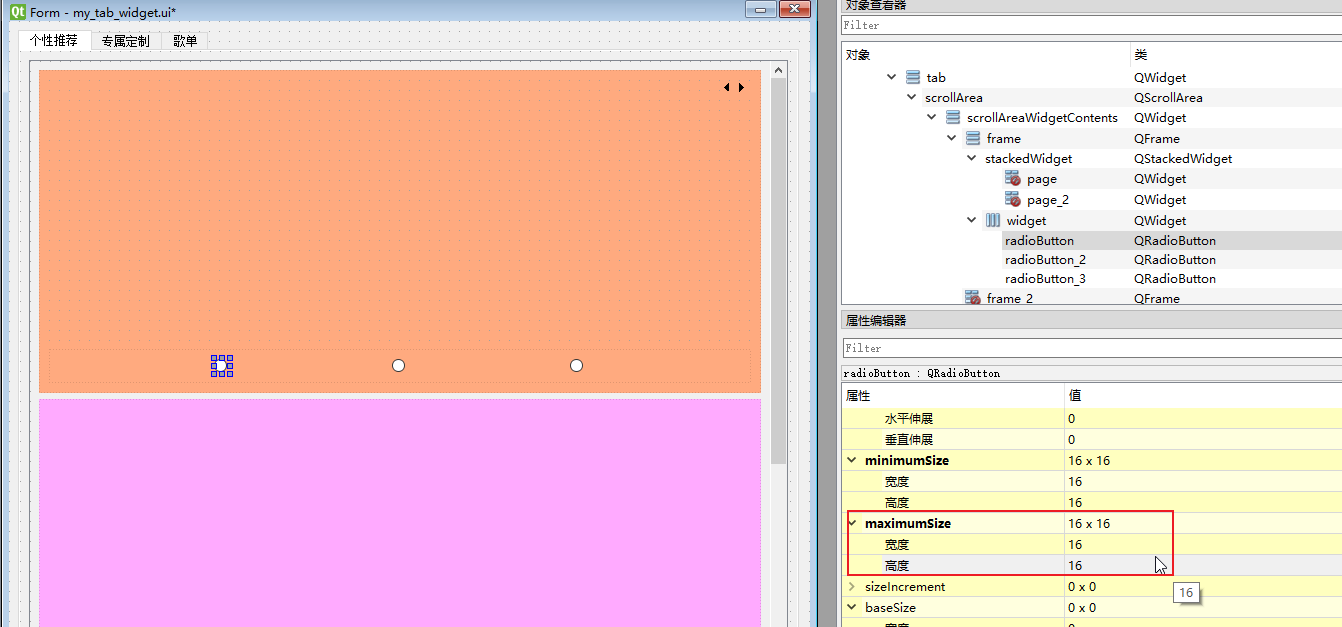 Qt Form - my_tab_widget.ui*
个性推荐 专属定制 歌单
对象查看器
Filter
对象 类
tab QWidget
scrollArea QScrollArea
scrollAreaWidgetContents QWidget
frame QFrame
stackedWidget QStackedWidget
page QWidget
page_2 QWidget
widget QWidget
radioButton QRadioButton
radioButton_2 QRadioButton
radioButton_3 QRadioButton
frame 2 QFrame
属性编辑器
Filter
radioButton : QRadioButton
属性 值
水平伸展 0
垂直伸展 0
minimumSize 16 x 16
宽度 16
高度 16
maximumSize 16 x 16
宽度 16
高度 16
sizeIncrement 0 x 0
16
baseSize 0 x 0